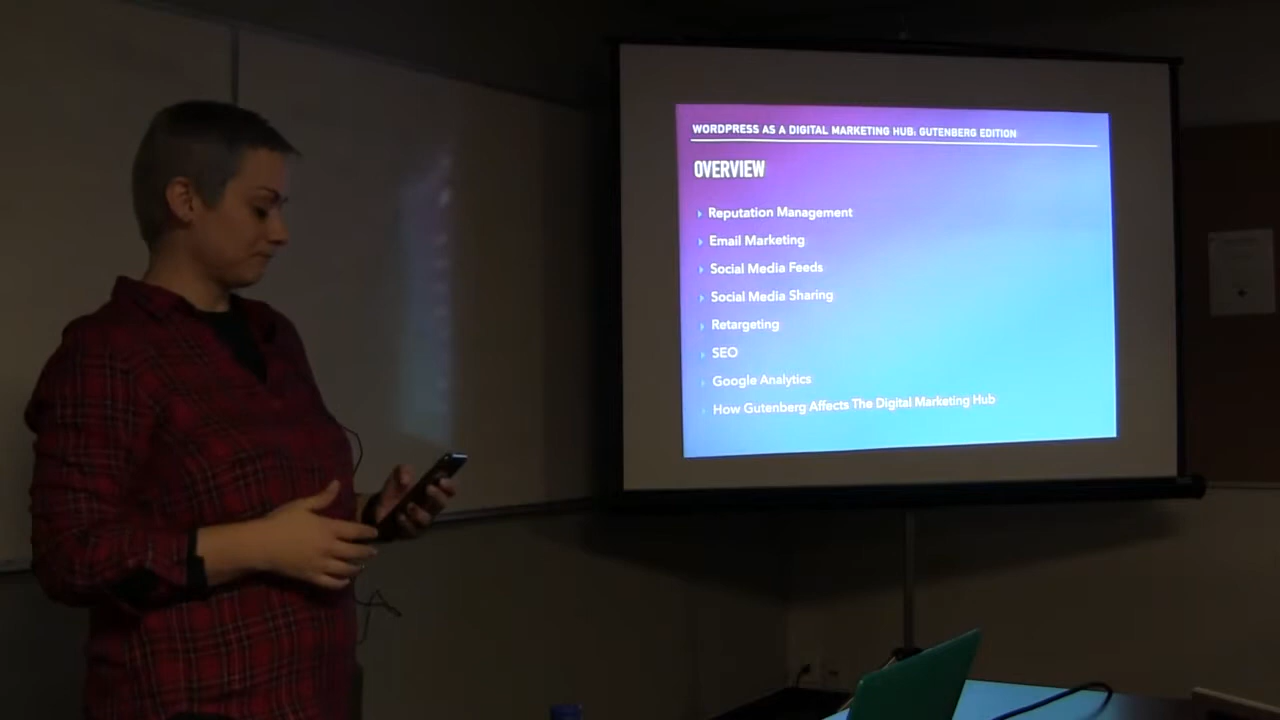 WORDPRESS AS A DIGITAL MARKETING HUB: GUTENBERG EDITION
OVERVIEW
Reputation Management
Email Marketing
Social Media Feeds
Social Media Sharing
Retargeting
SEO
Google Analytics
How Gutenberg Affects The Digital Marketing Hub